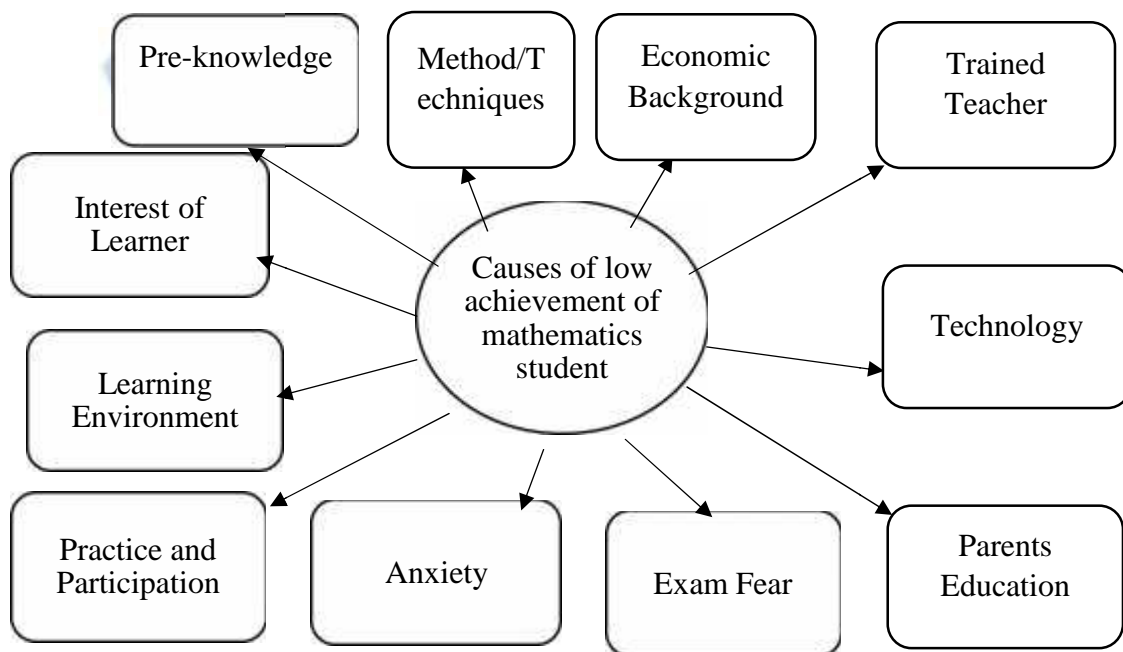 Pre-knowledge
Method/T
echniques
Economic
Background
Trained
Teacher
Interest of
Learner
Causes of low
achievement of
mathematics
student
Technology
Learning
Environment
Practice and
Participation
Anxiety
Exam Fear
Parents
Education